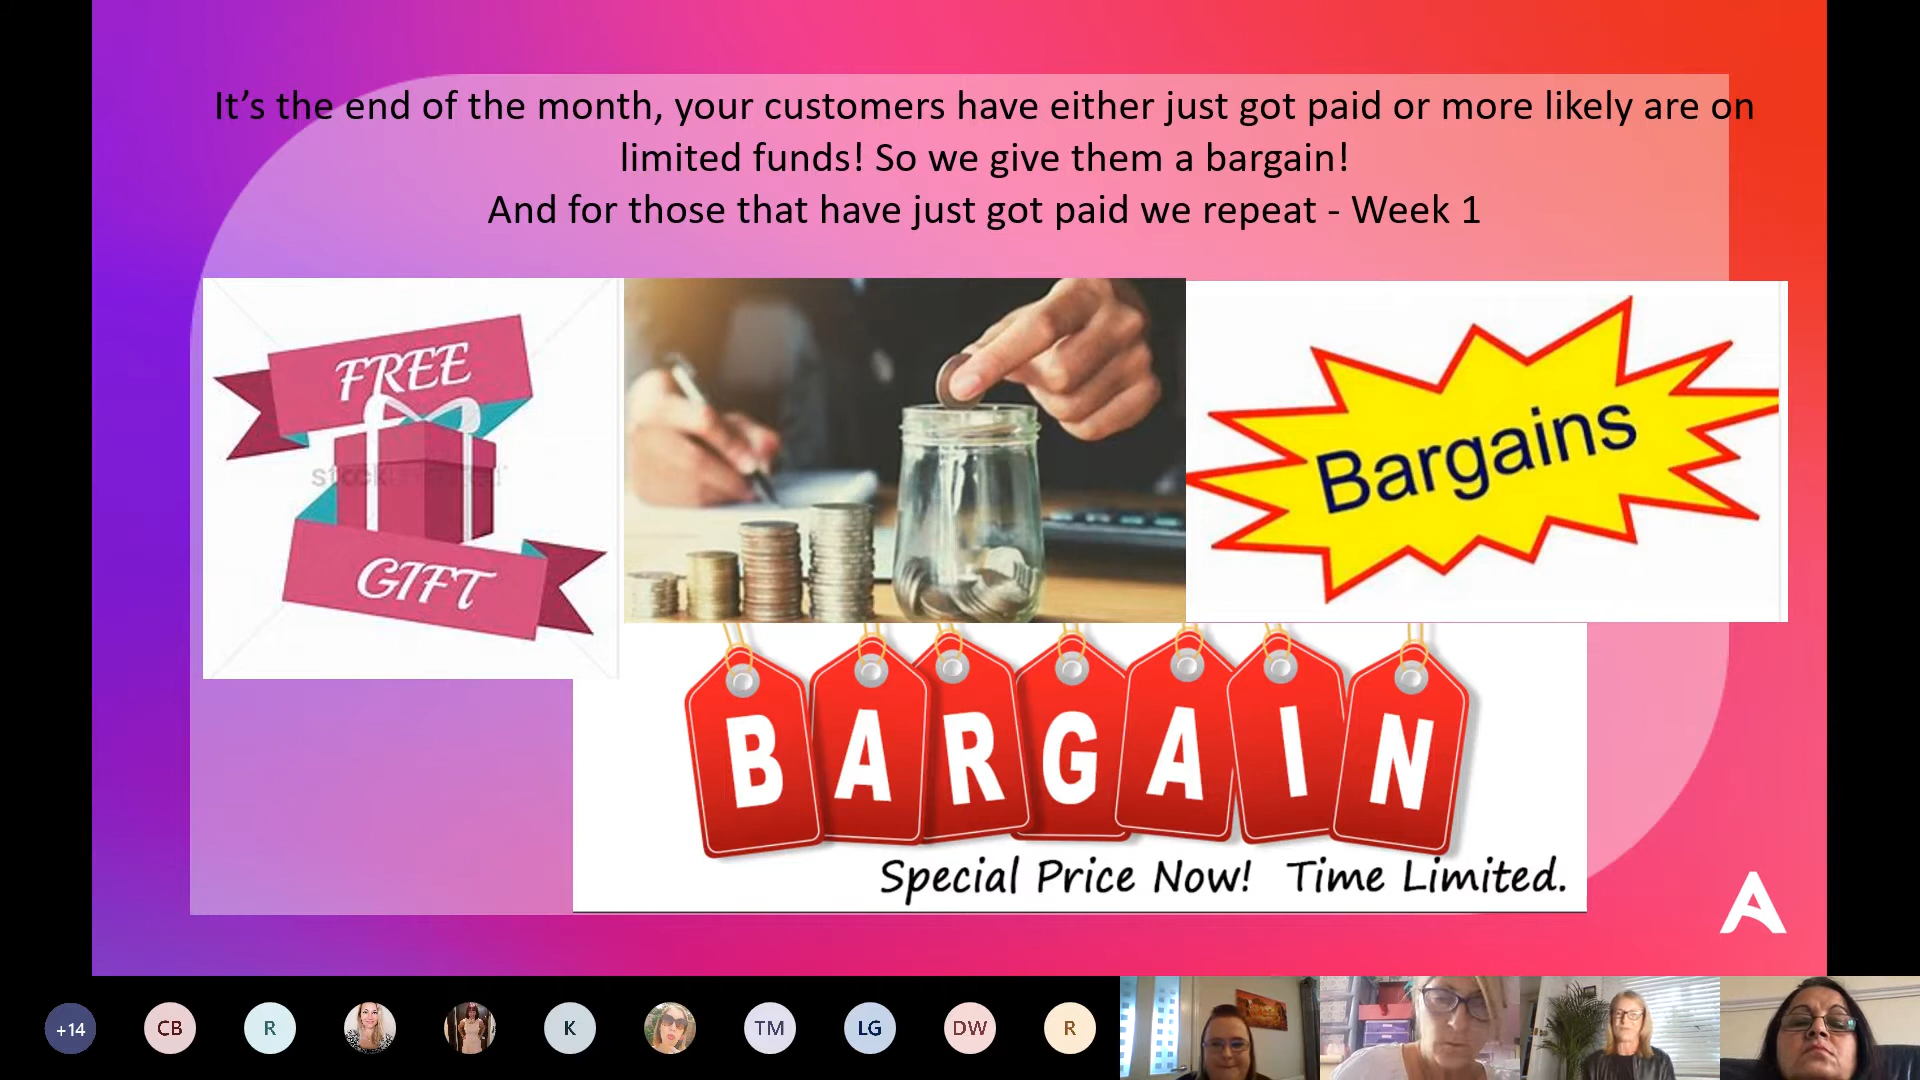 It’s the end of the month, your customers have either just got paid or more likely are on
limited funds! So we give them a bargain!
And for those that have just got paid we repeat - Week 1
FREE
GIFT
Bargains
BARGAIN
Special Price Now! Time Limited.
+14
CB
R
K
TM
LG
DW
R